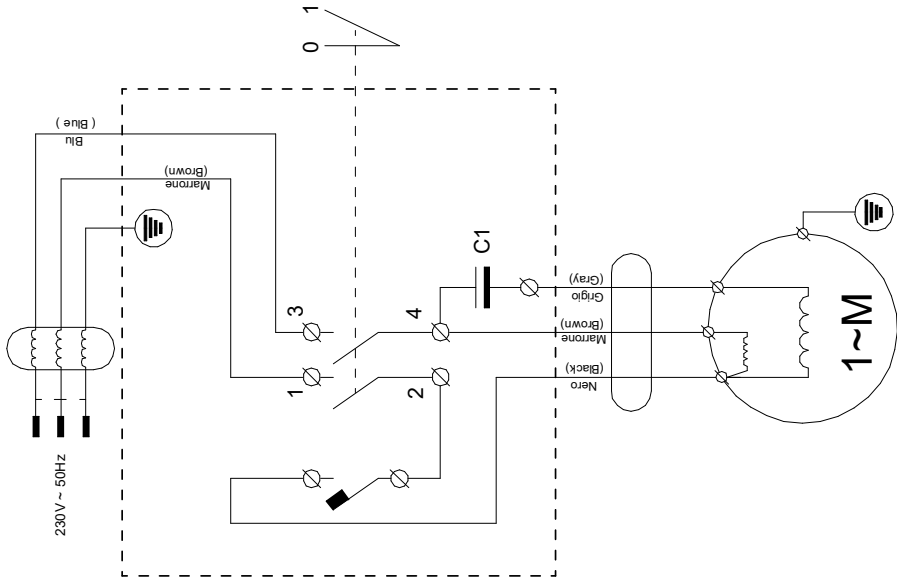 0 1
Blu
( Blue )
Marrone
(Brown)
3
4
C1
1
2
230V ~ 50Hz
Grigio
(Gray)
Marrone
(Brown)
Nero
(Black)
1~M